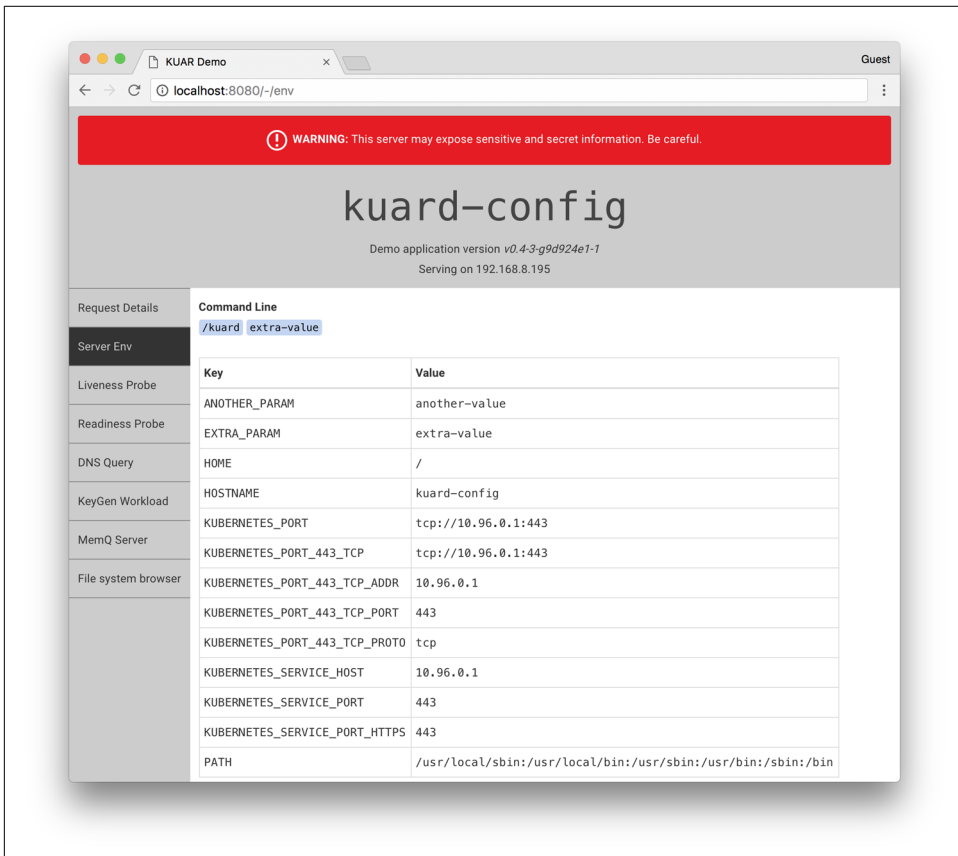 KUAR Demo
Guest
localhost:8080/-/env
WARNING: This server may expose sensitive and secret information. Be careful.
kuard-config
Demo application version v0.4-3-g9d924e1-1
Serving on 192.168.8.195
Request Details
Server Env
Liveness Probe
Readiness Probe
DNS Query
KeyGen Workload
MemQ Server
File system browser
Command Line
/kuard extra-value
Key Value
ANOTHER_PARAM another-value
EXTRA_PARAM extra-value
HOME /
HOSTNAME kuard-config
KUBERNETES_PORT tcp://10.96.0.1:443
KUBERNETES_PORT_443_TCP tcp://10.96.0.1:443
KUBERNETES_PORT_443_TCP_ADDR 10.96.0.1
KUBERNETES_PORT_443_TCP_PORT 443
KUBERNETES_PORT_443_TCP_PROTO tcp
KUBERNETES_SERVICE_HOST 10.96.0.1
KUBERNETES_SERVICE_PORT 443
KUBERNETES_SERVICE_PORT_HTTPS 443
PATH /usr/local/sbin:/usr/local/bin:/usr/sbin:/usr/bin:/sbin:/bin